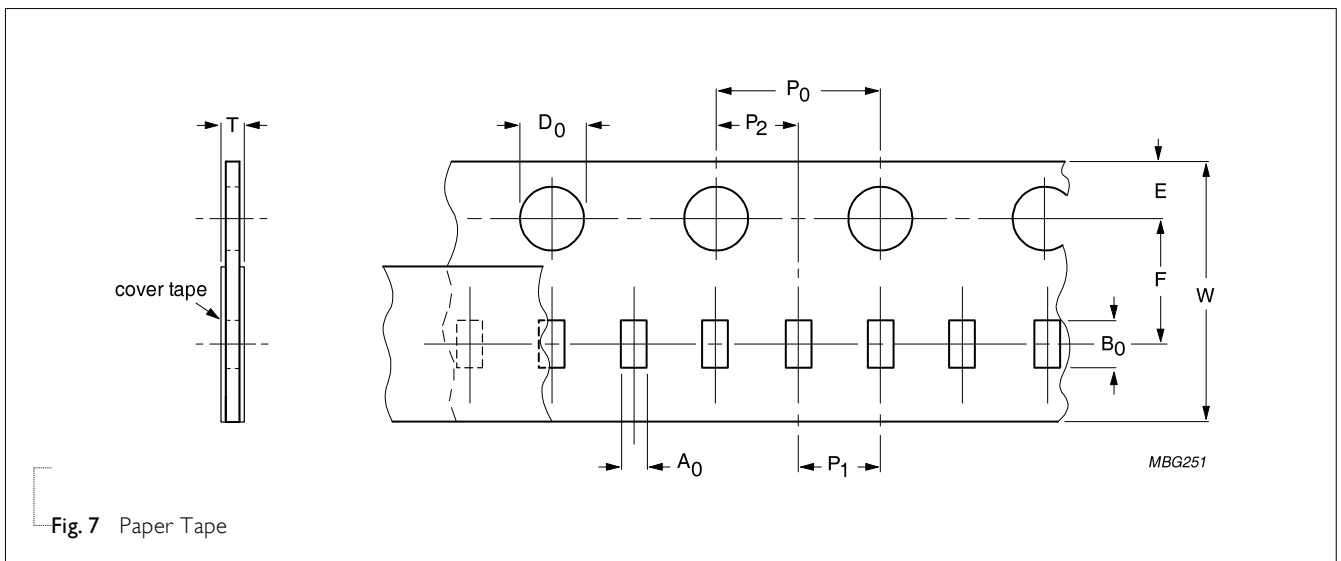 P0
T
D0
P2
E
cover tape
F
W
B0
A0
P1
MBG251
Fig. 7 Paper Tape